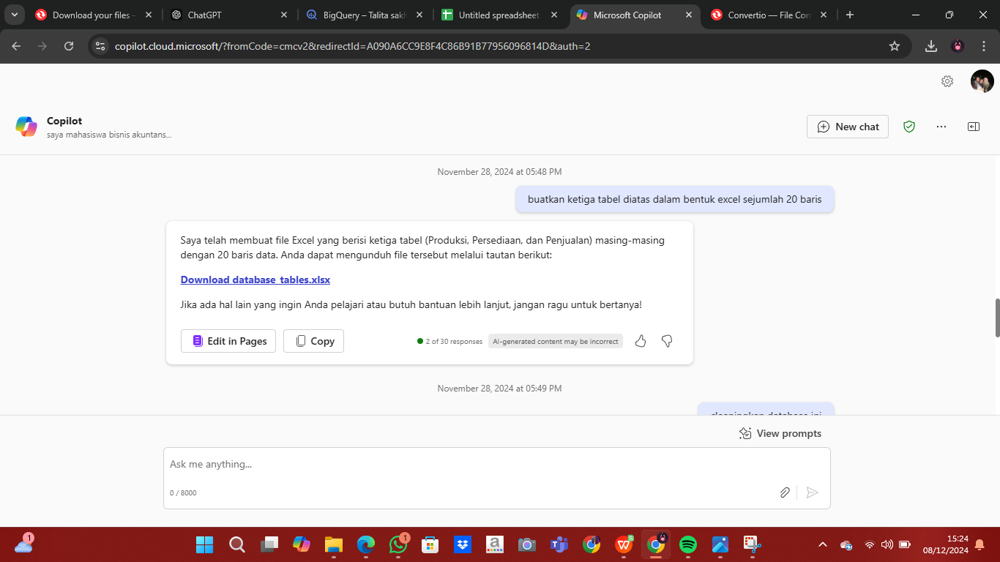 Download your files –
ChatGPT
BigQuery – Talita sakh
Untitled spreadsheet
Microsoft Copilot
Convertio — File Con
copilot.cloud.microsoft/?fromCode=cmcv2&redirectId=A090A6CC9E8F4C86B91B77956096814D&auth=2
Copilot
saya mahasiswa bisnis akuntans...
New chat
November 28, 2024 at 05:48 PM
buatkan ketiga tabel diatas dalam bentuk excel sejumlah 20 baris
Saya telah membuat file Excel yang berisi ketiga tabel (Produksi, Persediaan, dan Penjualan) masing-masing
dengan 20 baris data. Anda dapat mengunduh file tersebut melalui tautan berikut:
Download database_tables.xlsx
Jika ada hal lain yang ingin Anda pelajari atau butuh bantuan lebih lanjut, jangan ragu untuk bertanya!
Edit in Pages
Copy
2 of 30 responses
AI-generated content may be incorrect
November 28, 2024 at 05:49 PM
cleaningkan database ini
View prompts
Ask me anything...
0 / 8000
1
1
15:24
08/12/2024